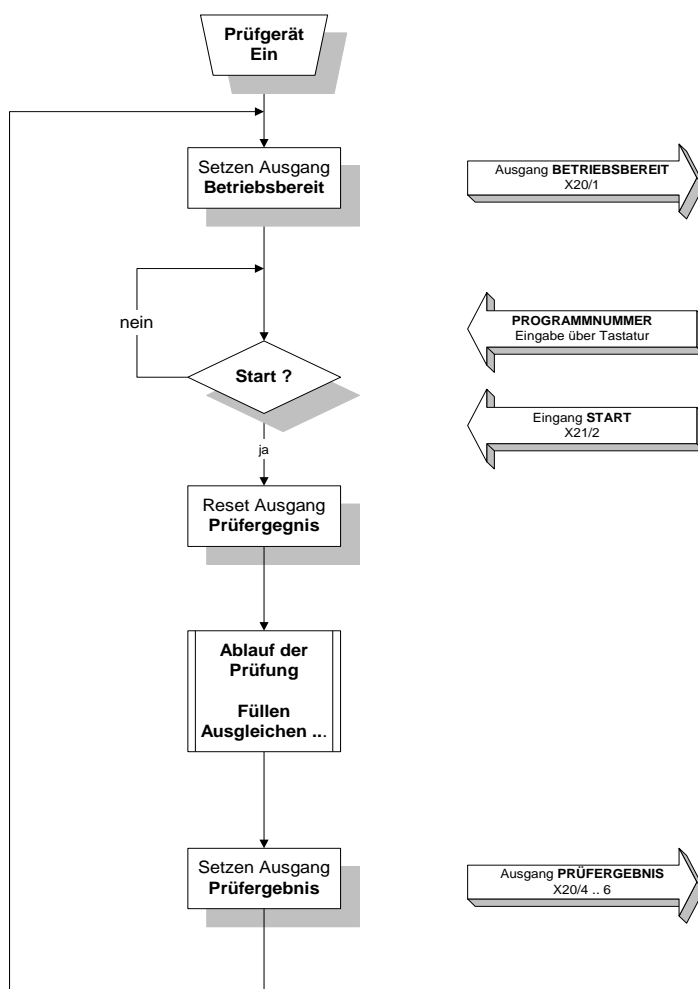 Prüfgerät
Ein
Setzen Ausgang
Betriebsbereit
Ausgang BETRIEBSBEREIT
X20/1
nein
PROGRAMMNUMMER
Eingabe über Tastatur
Start ?
Eingang START
X21/2
ja
Reset Ausgang
Prüfergegnis
Ablauf der
Prüfung
Füllen
Ausgleichen ...
Setzen Ausgang
Prüfergebnis
Ausgang PRÜFERGEBNIS
X20/4 .. 6